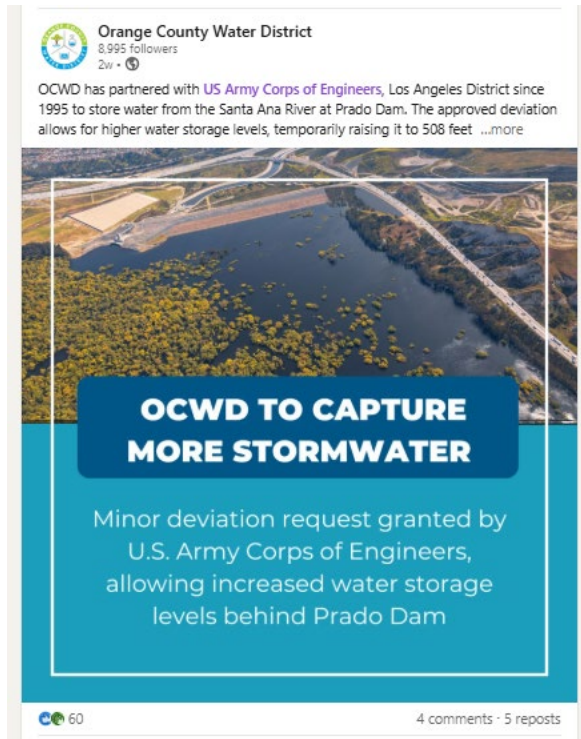 Orange County Water District
8,995 followers
2w •
OCWD has partnered with US Army Corps of Engineers, Los Angeles District since
1995 to store water from the Santa Ana River at Prado Dam. The approved deviation
allows for higher water storage levels, temporarily raising it to 508 feet ...more
OCWD TO CAPTURE
MORE STORMWATER
Minor deviation request granted by
U.S. Army Corps of Engineers,
allowing increased water storage
levels behind Prado Dam
60
4 comments · 5 reposts